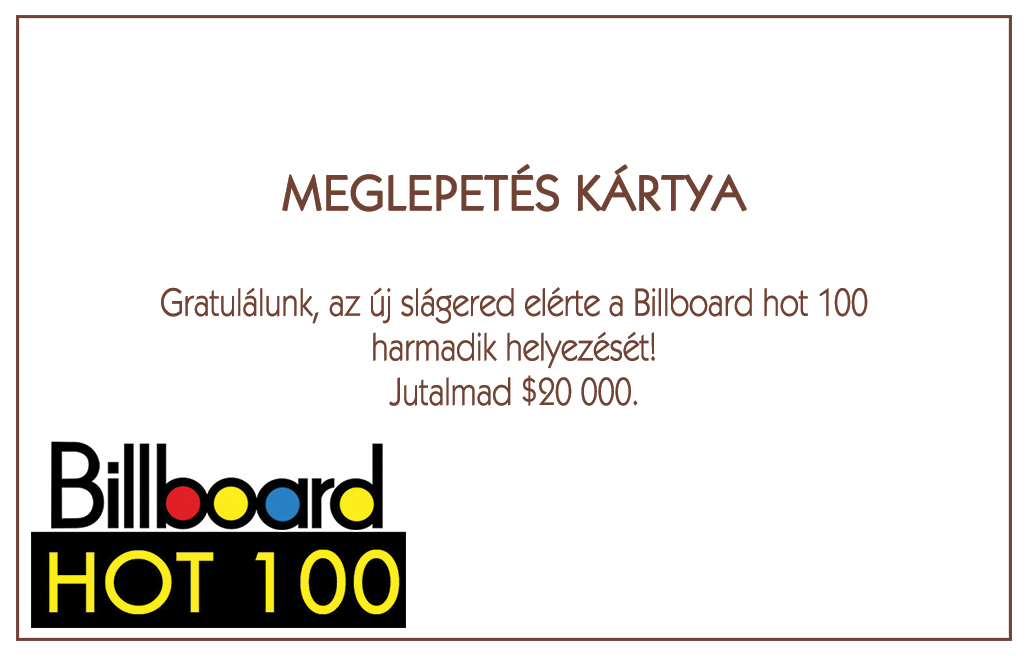 MEGLEPETÉS KÁRTYA
Gratulálunk, az új slágered elérte a Billboard hot 100
harmadik helyezését!
Jutalmad $20 000.
Billboard
HOT 100